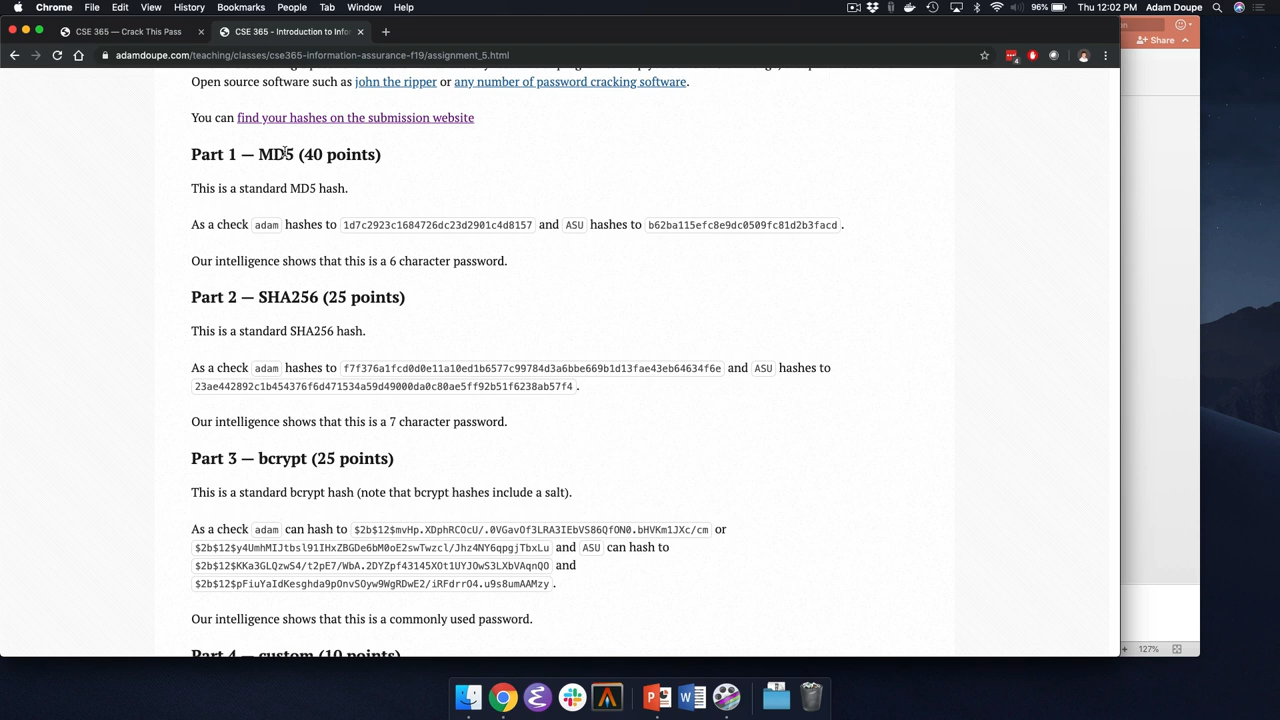 Chrome File Edit View History Bookmarks People Tab Window Help
96% Thu 12:02 PM Adam Doupe
CSE 365 — Crack This Pass
CSE 365 - Introduction to Infor
Share
adamdoupe.com/teaching/classes/cse365-information-assurance-f19/assignment_5.html
4
Open source software such as john the ripper or any number of password cracking software.
You can find your hashes on the submission website
Part 1 — MD5 (40 points)
This is a standard MD5 hash.
As a check adam hashes to 1d7c2923c1684726dc23d2901c4d8157 and ASU hashes to b62ba115efc8e9dc0509fc81d2b3facd.
Our intelligence shows that this is a 6 character password.
Part 2 — SHA256 (25 points)
This is a standard SHA256 hash.
As a check adam hashes to f7f376a1fcd0d0e11a10ed1b6577c99784d3a6bbe669b1d13fae43eb64634f6e and ASU hashes to
23ae442892c1b454376f6d471534a59d49000da0c80ae5ff92b51f6238ab57f4.
Our intelligence shows that this is a 7 character password.
Part 3 — bcrypt (25 points)
This is a standard bcrypt hash (note that bcrypt hashes include a salt).
As a check adam can hash to $2b$12$mvHp.XDphRCOcU/.0VGavOf3LRA3IEbVS86QfON0.bHVKm1JXc/cm or
$2b$12$y4UmhMIJtbsl91IHxZBGDe6bM0oE2swTwzcl/Jhz4NY6qpgjTbxLu and ASU can hash to
$2b$12$KKa3GLQzwS4/t2pE7/WbA.2DYZpf43145XOt1UYJOwS3LXbVAqnQO and
$2b$12$pFiuYaIdKesghda9pOnvSOyw9WgRDwE2/iRFdrrO4.u9s8umAAMzy.
Our intelligence shows that this is a commonly used password.
Part 4 — custom (10 points)
127%